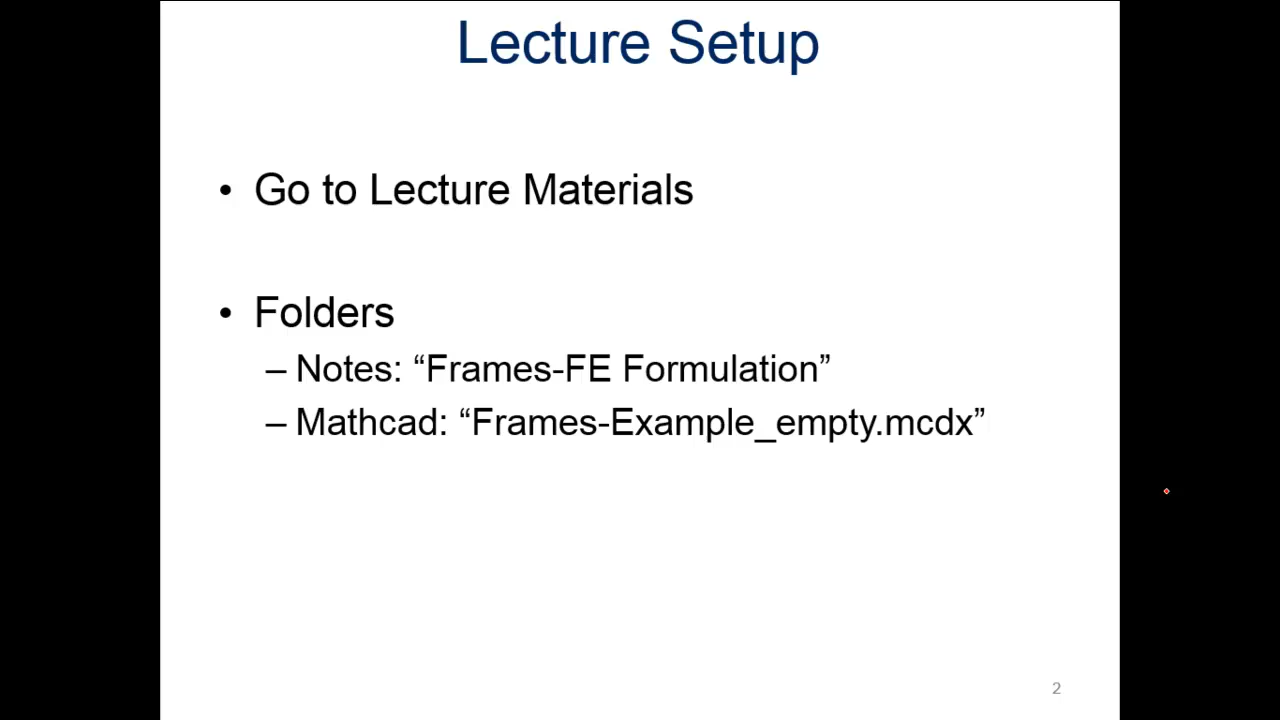 Lecture Setup
• Go to Lecture Materials
• Folders
– Notes: “Frames-FE Formulation”
– Mathcad: “Frames-Example_empty.mcdx”
2